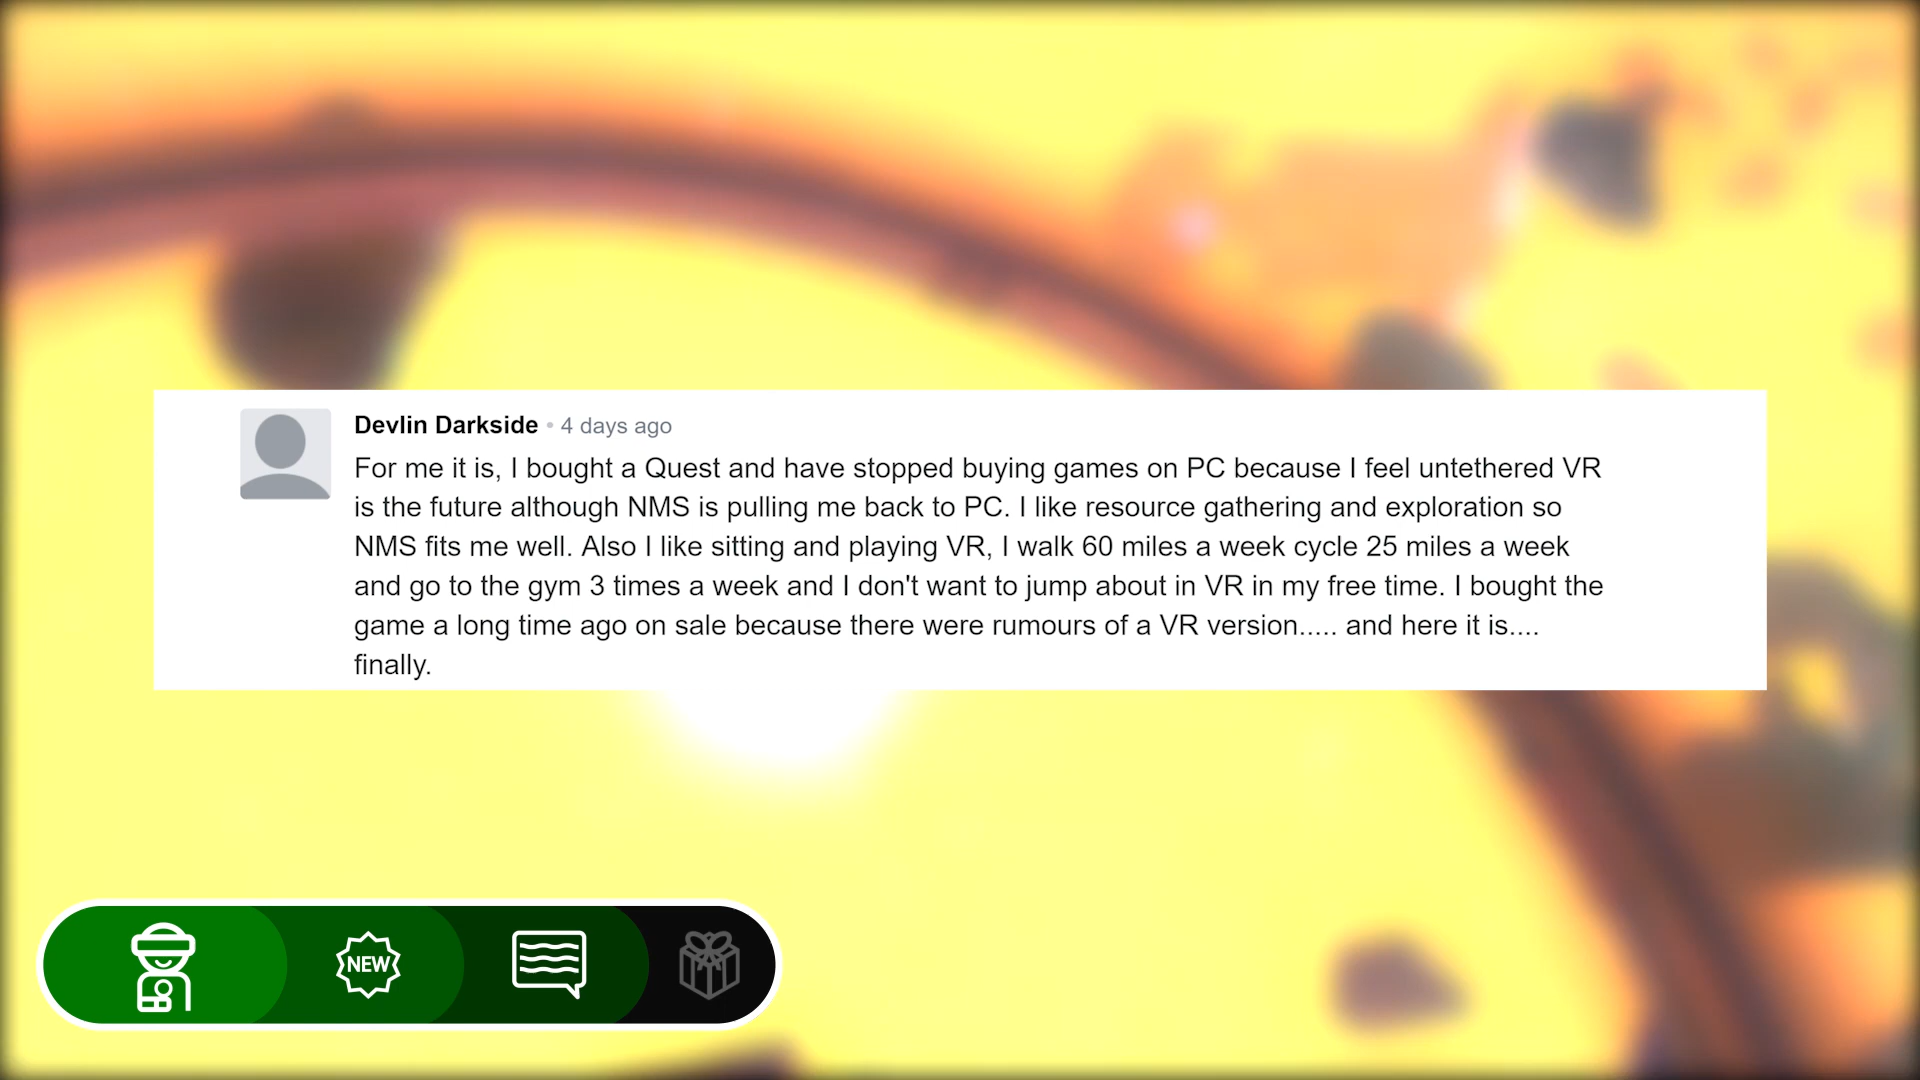 Devlin Darkside • 4 days ago
For me it is, I bought a Quest and have stopped buying games on PC because I feel untethered VR
is the future although NMS is pulling me back to PC. I like resource gathering and exploration so
NMS fits me well. Also I like sitting and playing VR, I walk 60 miles a week cycle 25 miles a week
and go to the gym 3 times a week and I don't want to jump about in VR in my free time. I bought the
game a long time ago on sale because there were rumours of a VR version..... and here it is....
finally.
NEW